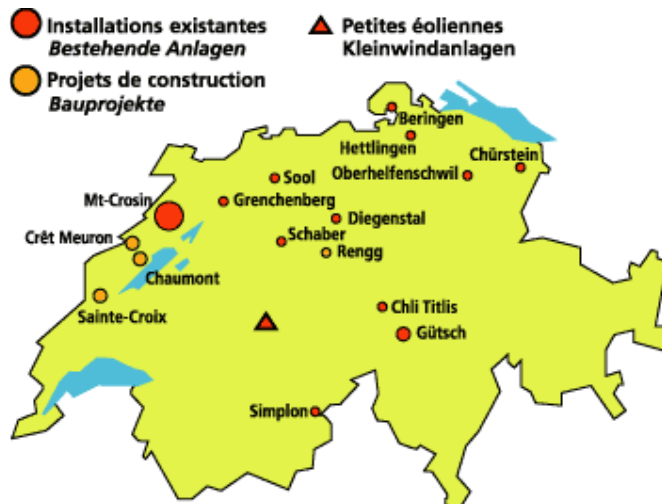 Installations existantes
Bestehende Anlagen
Projets de construction
Bauprojekte
Petites éoliennes
Kleinwindanlagen
Beringen
Hettlingen
Chürstein
Oberhelfenschwil
Sool
Mt-Crosin
Grenchenberg
Diegenstal
Crêt Meuron
Schaber
Rengg
Chaumont
Sainte-Croix
Chli Titlis
Gütsch
Simplon